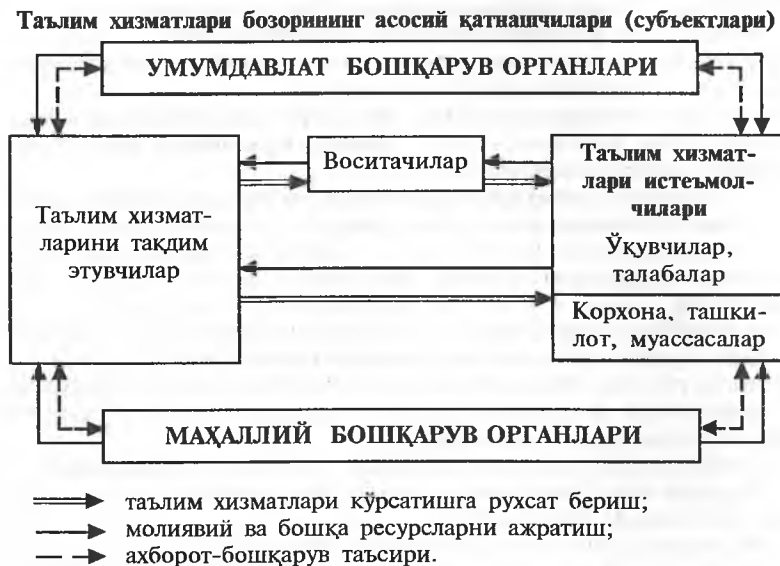 Таълим хизматлари бозорининг асосий қатнашчилари (субъектлари)
УМУМДАВЛАТ БОШҚАРУВ ОРГАНЛАРИ
Таълим хизмат-
ларини тақдим
этувчилар
Воситачилар
Таълим хизмат-
лари истеъмол-
чилари
Ўқувчилар,
талабалар
Корхона, ташки-
лот, муассасалар
МАҲАЛЛИЙ БОШҚАРУВ ОРГАНЛАРИ
таълим хизматлари кўрсатишга рухсат бериш;
молиявий ва бошқа ресурсларни ажратиш;
ахборот-бошқарув таъсири.